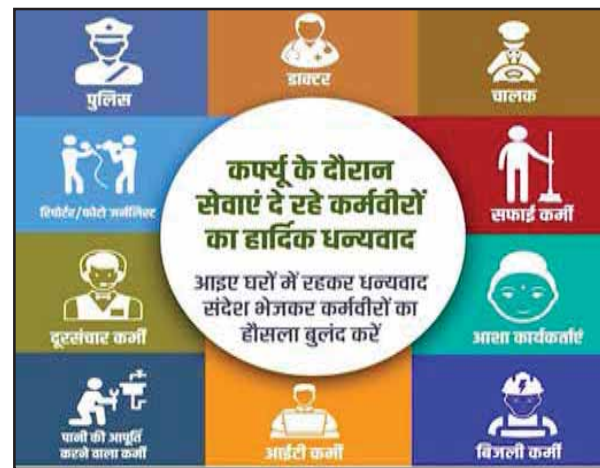 पुलिस
डाक्टर
चालक
रिपोर्टर/फोटो जर्नलिस्ट
कर्फ्यू के दौरान
सेवाएं दे रहे कर्मवीरों
का हार्दिक धन्यवाद
सफाई कर्मी
आइए घरों में रहकर धन्यवाद
संदेश भेजकर कर्मवीरों का
हौसला बुलंद करें
दूरसंचार कर्मी
आशा कार्यकर्ताएं
पानी की आपूर्ति
करने वाला कर्मी
आईटी कर्मी
बिजली कर्मी